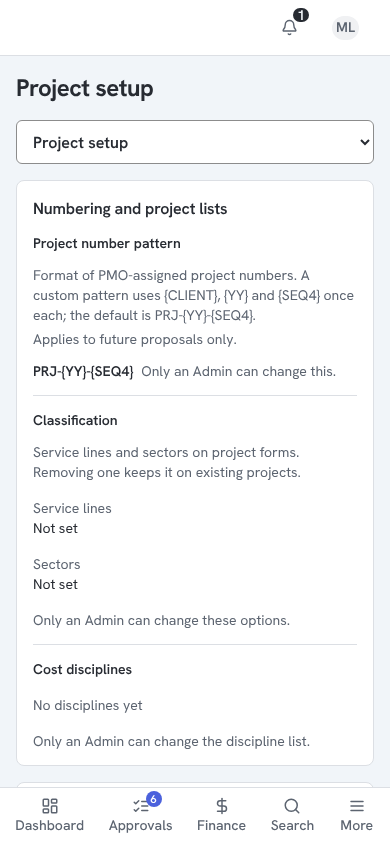 1
ML
Project setup
Project setup
Numbering and project lists
Project number pattern
Format of PMO-assigned project numbers. A
custom pattern uses {CLIENT}, {YY} and {SEQ4} once
each; the default is PRJ-{YY}-{SEQ4}.
Applies to future proposals only.
PRJ-{YY}-{SEQ4} Only an Admin can change this.
Classification
Service lines and sectors on project forms.
Removing one keeps it on existing projects.
Service lines
Not set
Sectors
Not set
Only an Admin can change these options.
Cost disciplines
No disciplines yet
Only an Admin can change the discipline list.
6
Dashboard Approvals Finance Search More